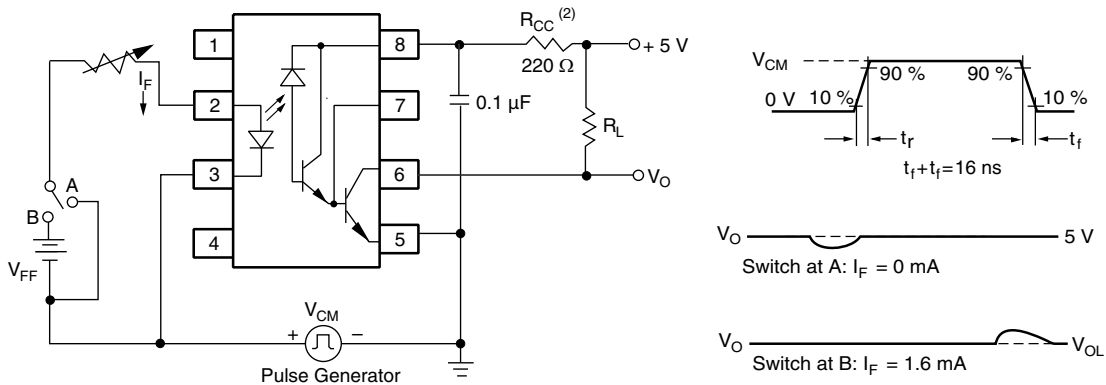 I_F
A
B
V_FF
1
2
3
4
8
7
6
5
R_CC (2)
220 Ω
+ 5 V
0.1 µF
R_L
V_O
V_CM
+
−
Pulse Generator
V_CM
90 %
90 %
0 V
10 %
10 %
t_r
t_f
t_f+t_f=16 ns
V_O
5 V
Switch at A: I_F = 0 mA
V_O
V_OL
Switch at B: I_F = 1.6 mA